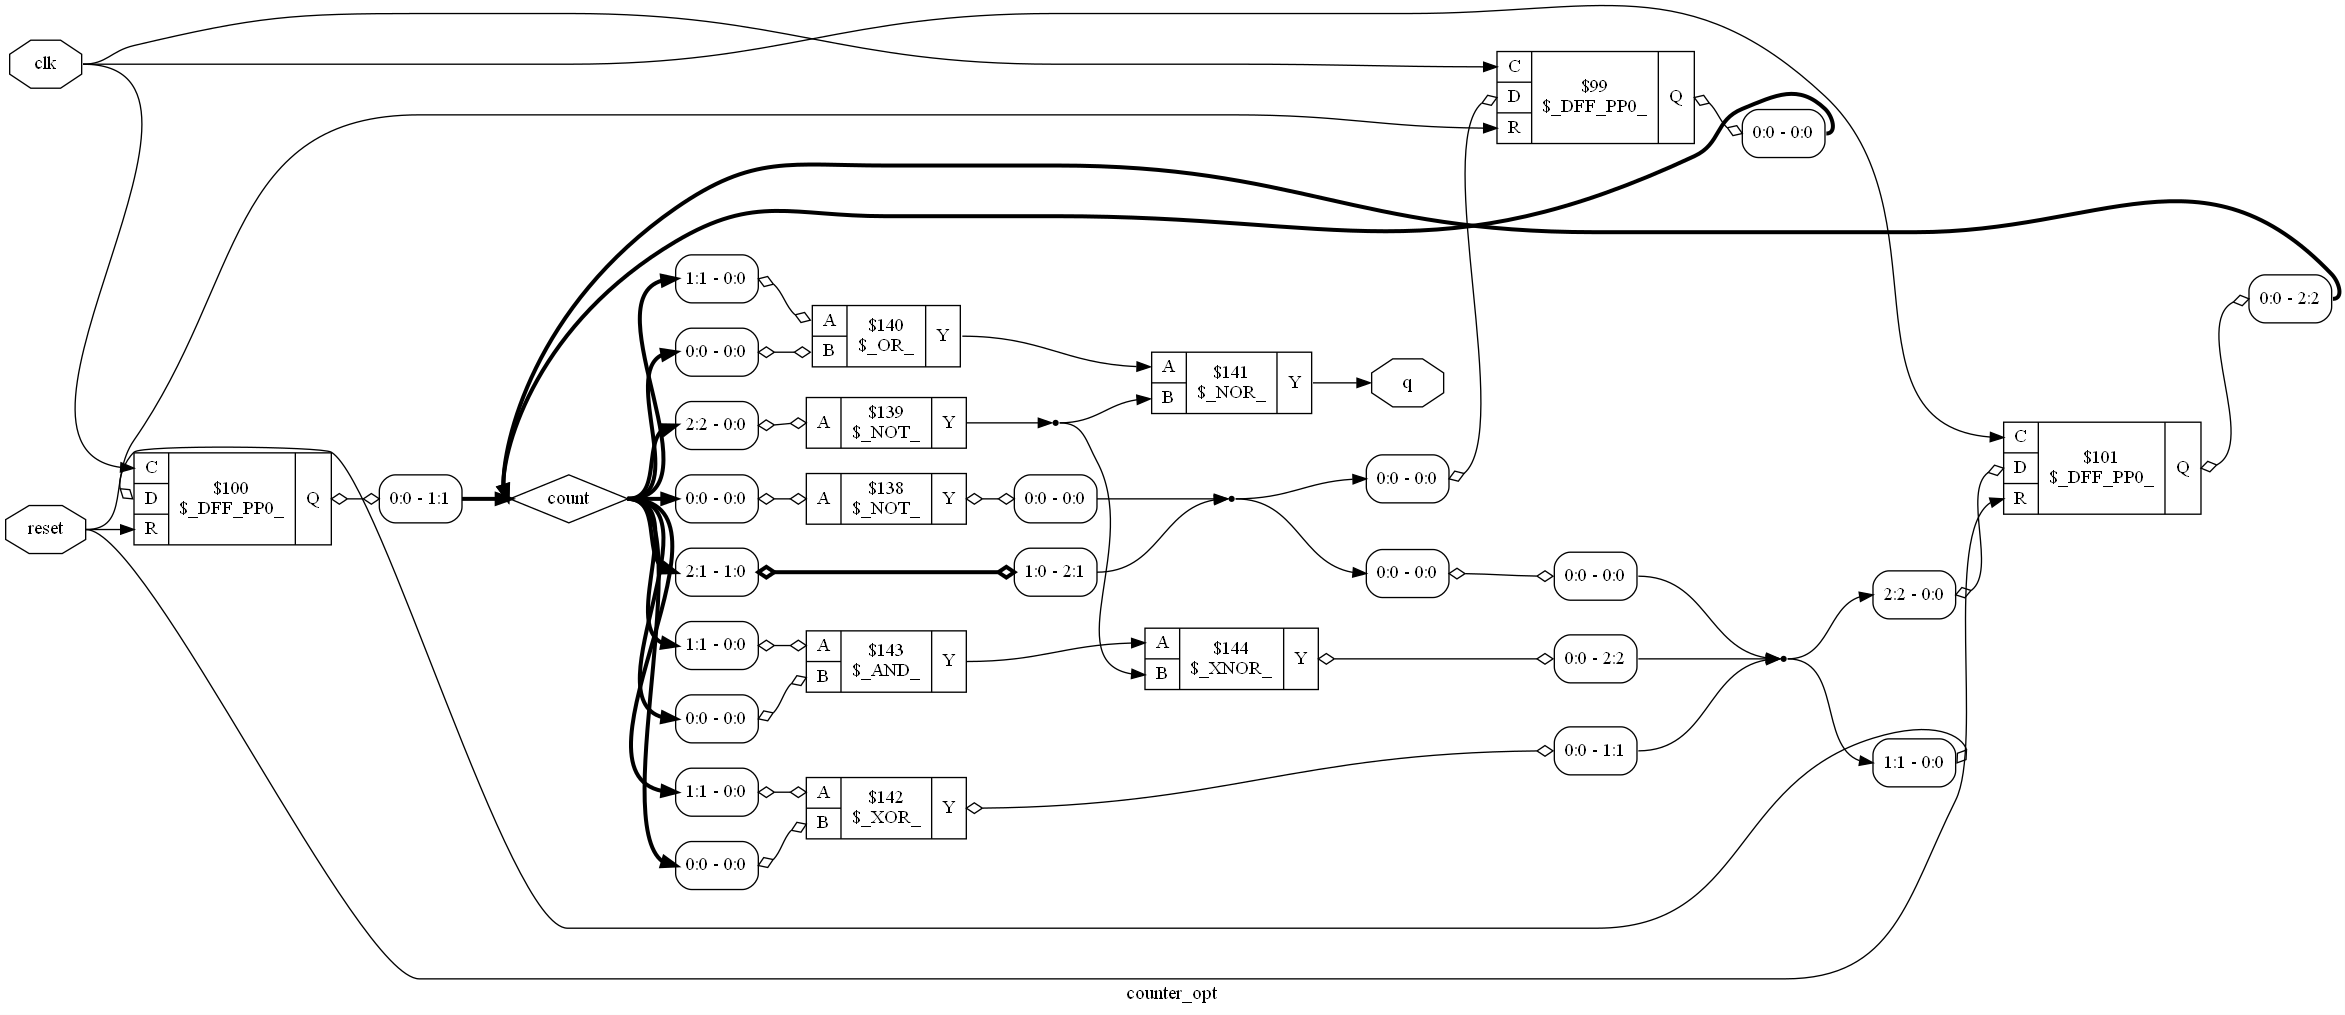 clk
C
D
R
$99
$_DFF_PP0_
Q
0:0 - 0:0
1:1 - 0:0
0:0 - 2:2
A
B
$140
$_OR_
Y
0:0 - 0:0
A
B
$141
$_NOR_
Y
q
2:2 - 0:0
A
$139
$_NOT_
Y
C
D
R
$101
$_DFF_PP0_
Q
C
D
R
$100
$_DFF_PP0_
Q
0:0 - 1:1
count
0:0 - 0:0
A
$138
$_NOT_
Y
0:0 - 0:0
0:0 - 0:0
reset
2:1 - 1:0
1:0 - 2:1
0:0 - 0:0
0:0 - 0:0
2:2 - 0:0
1:1 - 0:0
A
B
$143
$_AND_
Y
A
B
$144
$_XNOR_
Y
0:0 - 2:2
0:0 - 0:0
0:0 - 1:1
1:1 - 0:0
1:1 - 0:0
A
B
$142
$_XOR_
Y
0:0 - 0:0
counter_opt